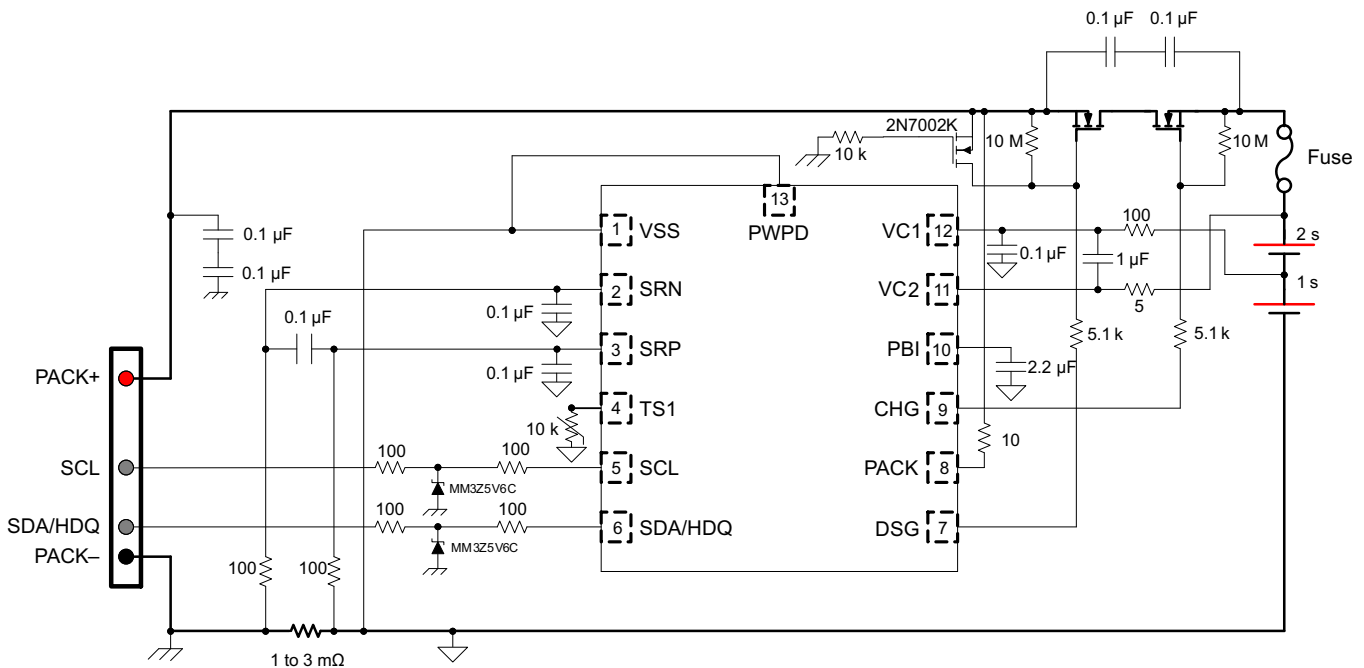 0.1 µF
0.1 µF
2N7002K
10 k
10 M
10 M
Fuse
13
PWPD
1
VSS
VC1
12
100
2 s
0.1 µF
0.1 µF
0.1 µF
1 µF
2
SRN
VC2
11
5
1 s
0.1 µF
0.1 µF
5.1 k
5.1 k
3
SRP
PBI
10
0.1 µF
2.2 µF
PACK+
4
TS1
CHG
9
10 k
10
100
100
SCL
5
SCL
PACK
8
MM3Z5V6C
100
100
SDA/HDQ
6
SDA/HDQ
DSG
7
MM3Z5V6C
PACK–
100
100
1 to 3 mΩ